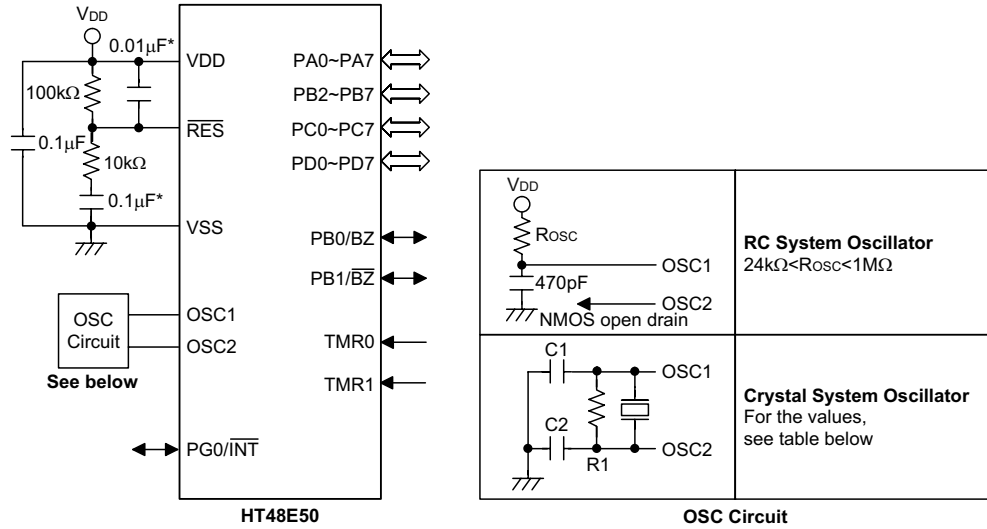 VDD
0.01μF*
100kΩ
0.1μF
10kΩ
0.1μF*
VDD
RES
VSS
OSC Circuit
See below
OSC1
OSC2
PG0/INT
PA0~PA7
PB2~PB7
PC0~PC7
PD0~PD7
PB0/BZ
PB1/BZ
TMR0
TMR1
HT48E50
VDD
ROSC
OSC1
470pF
OSC2
NMOS open drain
RC System Oscillator
24kΩ<ROSC<1MΩ
C1
OSC1
C2
R1
OSC2
Crystal System Oscillator
For the values,
see table below
OSC Circuit